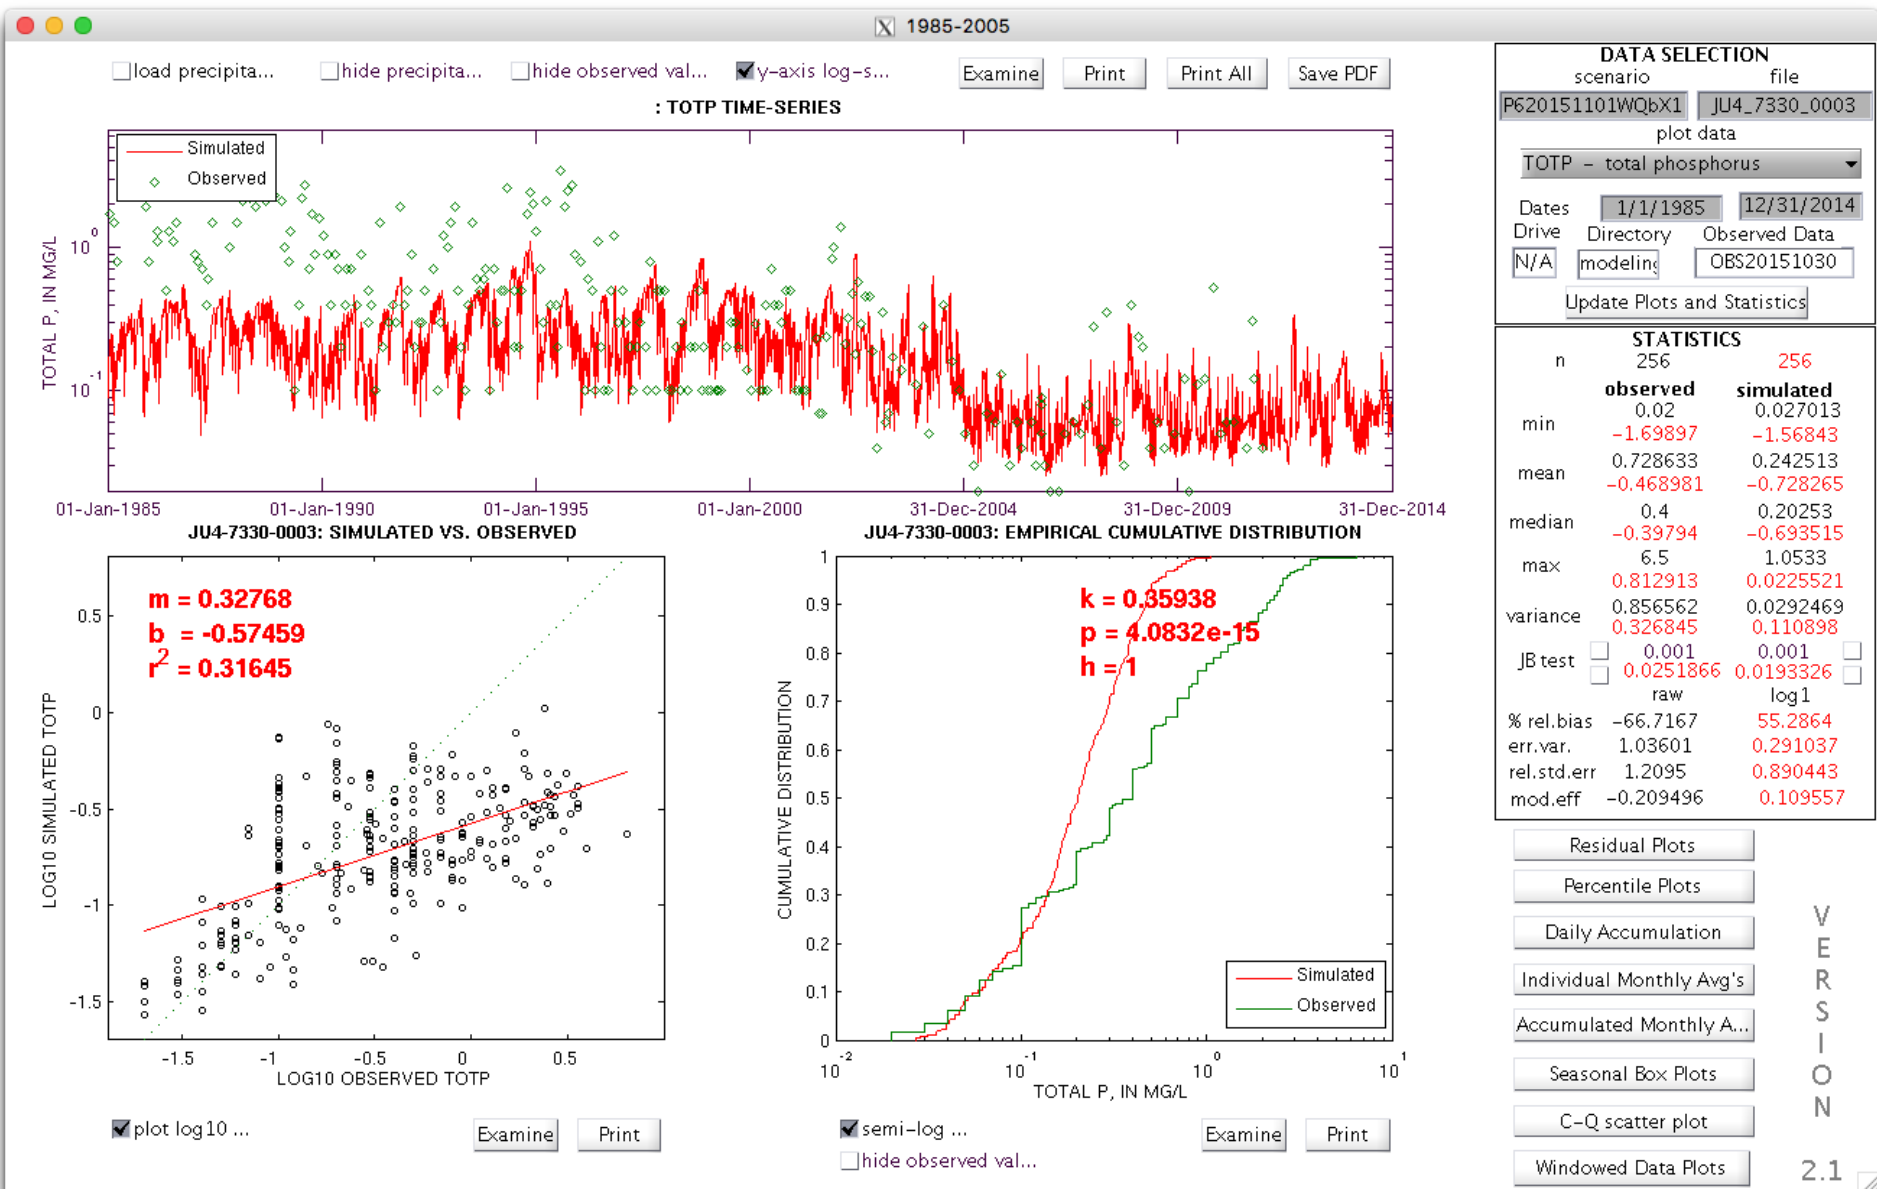 1985-2005
load precipita...
hide precipita...
hide observed val...
y-axis log-s...
Examine
Print
Print All
Save PDF
: TOTP TIME-SERIES
Simulated
Observed
TOTAL P, IN MG/L
10^0
10^-1
01-Jan-1985
01-Jan-1990
01-Jan-1995
01-Jan-2000
31-Dec-2004
31-Dec-2009
31-Dec-2014
JU4-7330-0003: SIMULATED VS. OBSERVED
m = 0.32768
b = -0.57459
r^2 = 0.31645
LOG10 SIMULATED TOTP
0.5
0
-0.5
-1
-1.5
-1.5
-1
-0.5
0
0.5
LOG10 OBSERVED TOTP
plot log10 ...
Examine
Print
JU4-7330-0003: EMPIRICAL CUMULATIVE DISTRIBUTION
k = 0.35938
p = 4.0832e-15
h = 1
CUMULATIVE DISTRIBUTION
1
0.9
0.8
0.7
0.6
0.5
0.4
0.3
0.2
0.1
0
Simulated
Observed
10^-2
10^-1
10^0
10^1
TOTAL P, IN MG/L
semi-log ...
hide observed val...
Examine
Print
DATA SELECTION
scenario file
P620151101WQbX1 JU4_7330_0003
plot data
TOTP - total phosphorus
Dates 1/1/1985 12/31/2014
Drive Directory Observed Data
N/A modeling OBS20151030
Update Plots and Statistics
STATISTICS
n 256 256
observed simulated
min 0.02 0.027013
-1.69897 -1.56843
mean 0.728633 0.242513
-0.468981 -0.728265
median 0.4 0.20253
-0.39794 -0.693515
max 6.5 1.0533
0.812913 0.0225521
variance 0.856562 0.0292469
0.326845 0.110898
JB test 0.001 0.001
0.0251866 0.0193326
raw log1
% rel.bias -66.7167 55.2864
err.var. 1.03601 0.291037
rel.std.err 1.2095 0.890443
mod.eff -0.209496 0.109557
Residual Plots
Percentile Plots
Daily Accumulation
Individual Monthly Avg's
Accumulated Monthly A...
Seasonal Box Plots
C-Q scatter plot
Windowed Data Plots
VERSION
2.1